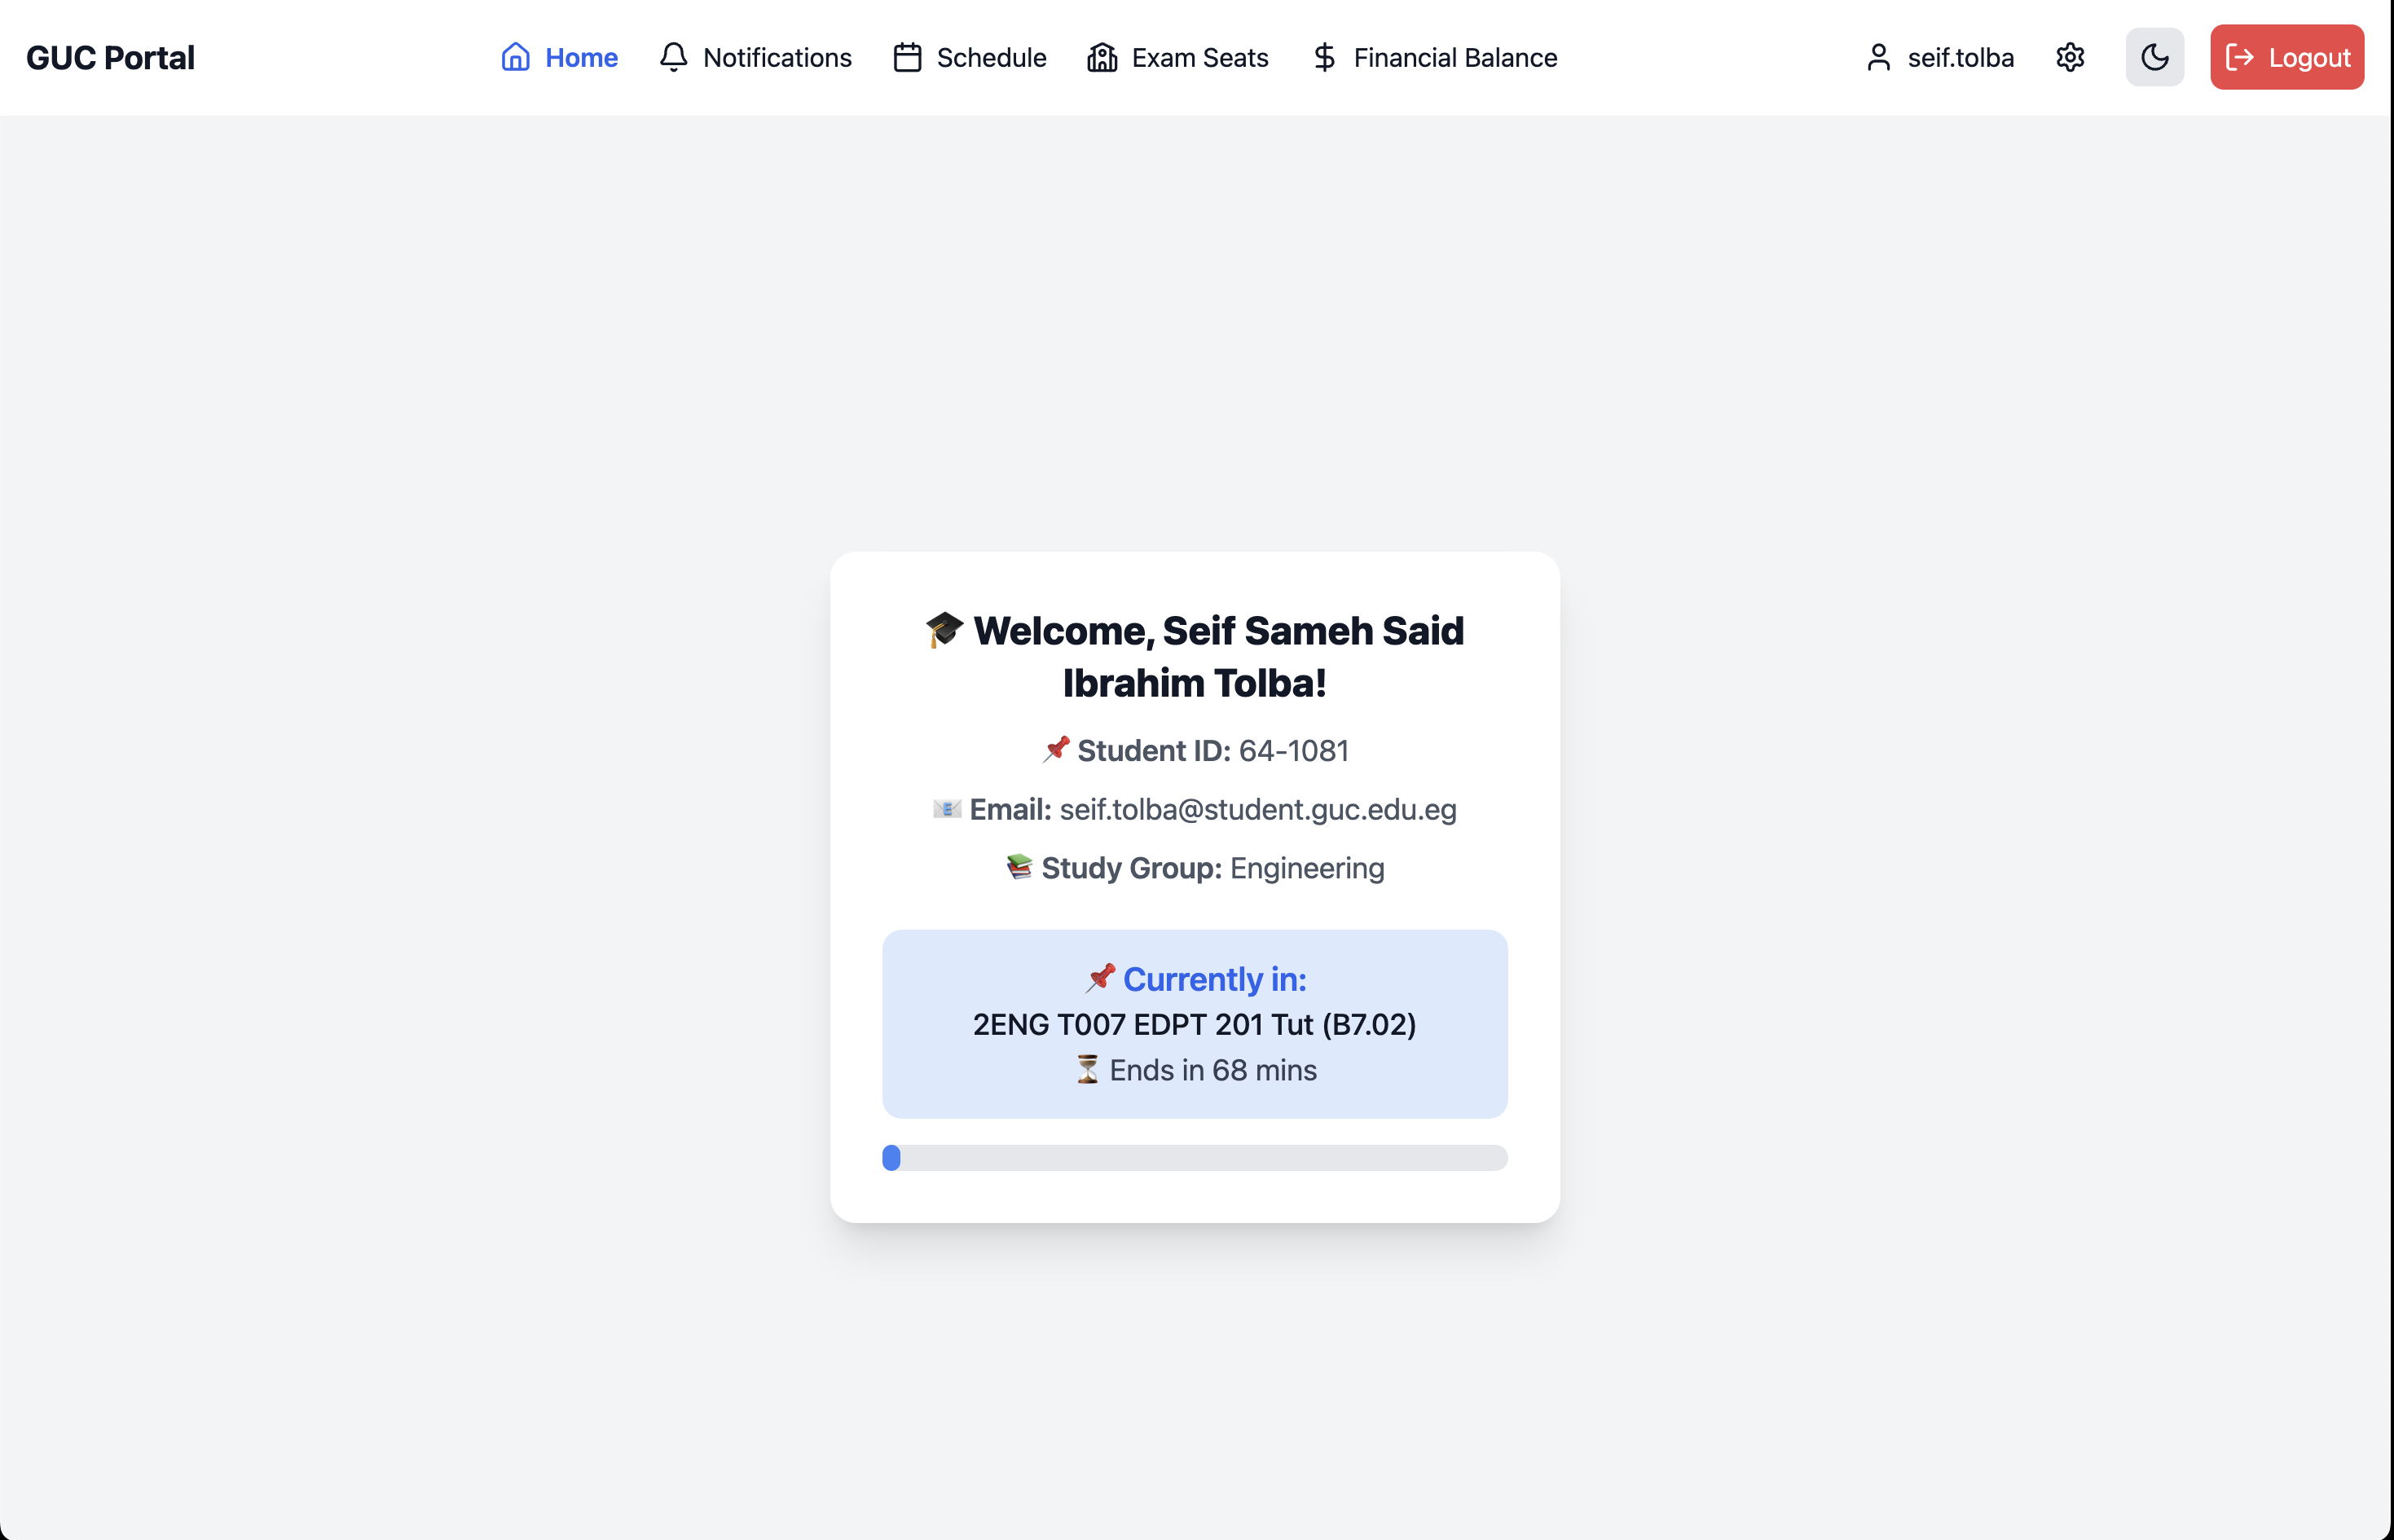 GUC Portal
Home
Notifications
Schedule
Exam Seats
Financial Balance
seif.tolba
Logout
🎓 Welcome, Seif Sameh Said
Ibrahim Tolba!
📌 Student ID: 64-1081
📧 Email: seif.tolba@student.guc.edu.eg
📚 Study Group: Engineering
📌 Currently in:
2ENG T007 EDPT 201 Tut (B7.02)
⏳ Ends in 68 mins